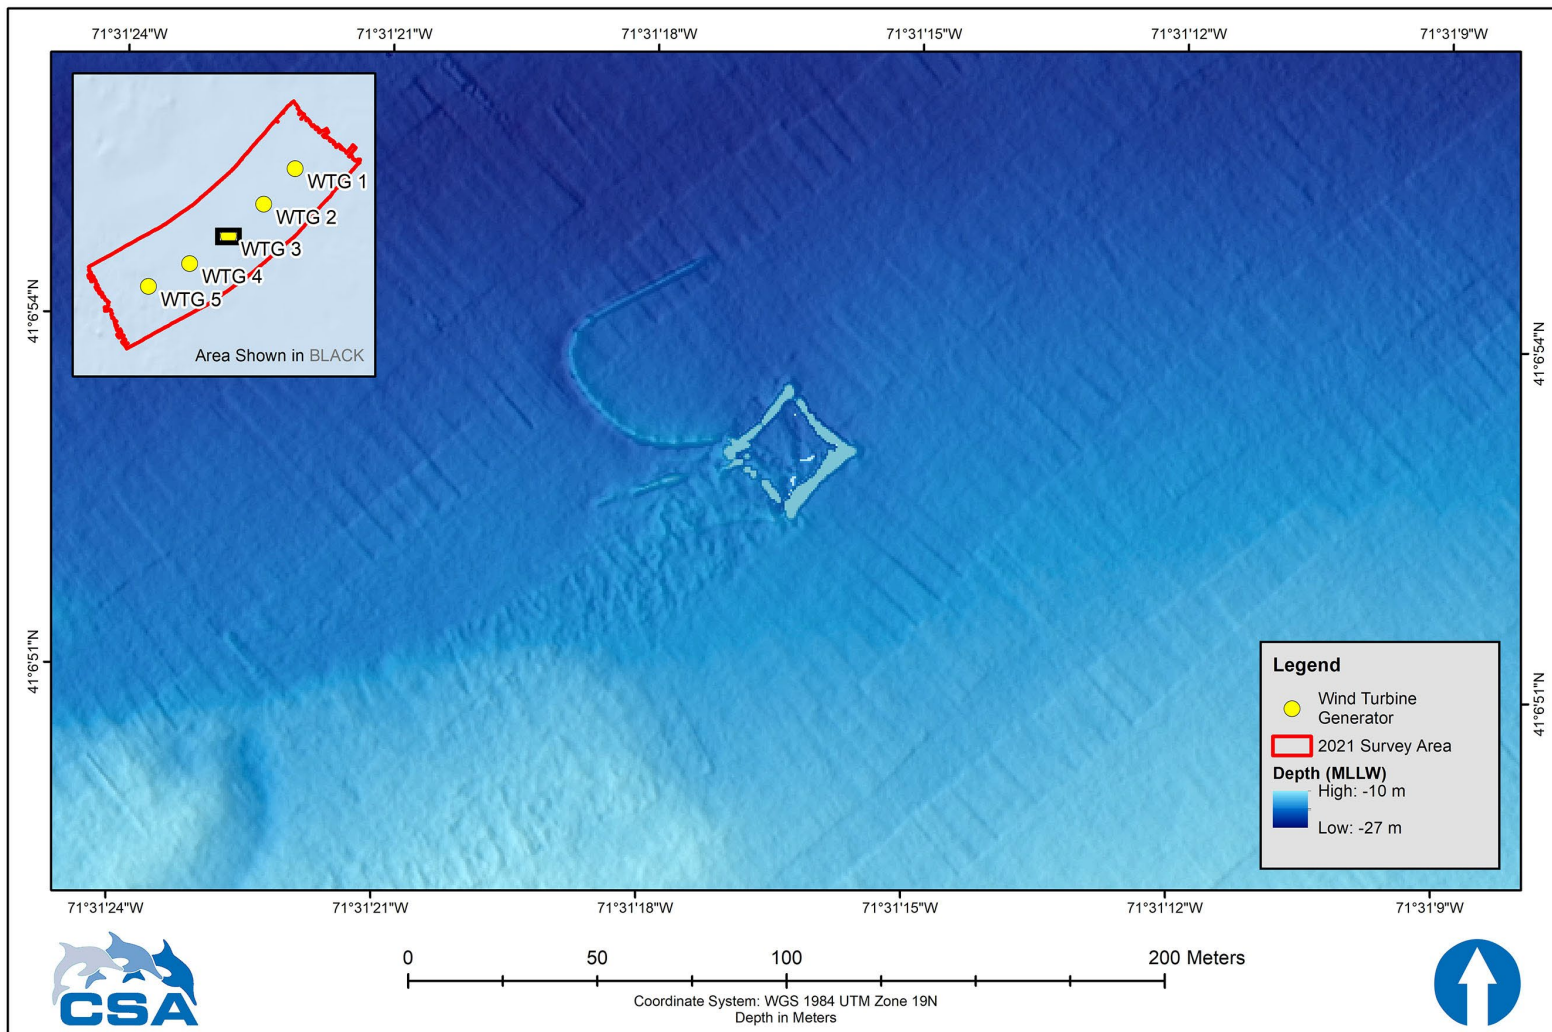 71°31'24"W 71°31'21"W 71°31'18"W 71°31'15"W 71°31'12"W 71°31'9"W
WTG 1
WTG 2
WTG 3
WTG 4
WTG 5
Area Shown in BLACK
41°6'54"N
41°6'54"N
41°6'51"N
41°6'51"N
Legend
Wind Turbine
Generator
2021 Survey Area
Depth (MLLW)
High: -10 m
Low: -27 m
71°31'24"W 71°31'21"W 71°31'18"W 71°31'15"W 71°31'12"W 71°31'9"W
CSA
0 50 100 200 Meters
Coordinate System: WGS 1984 UTM Zone 19N
Depth in Meters